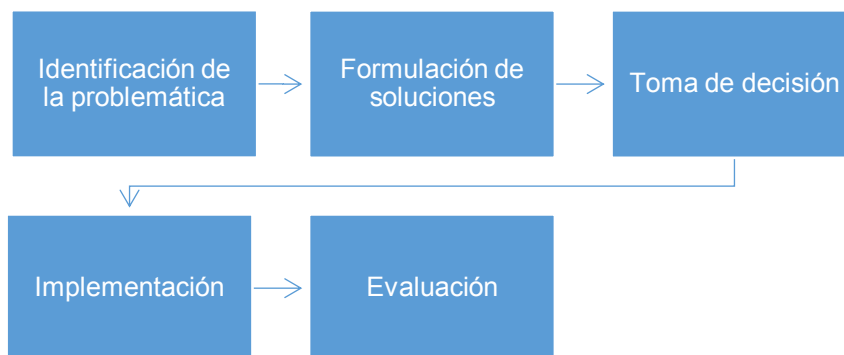 Identificación de
la problemática
Formulación de
soluciones
Toma de decisión
Implementación
Evaluación